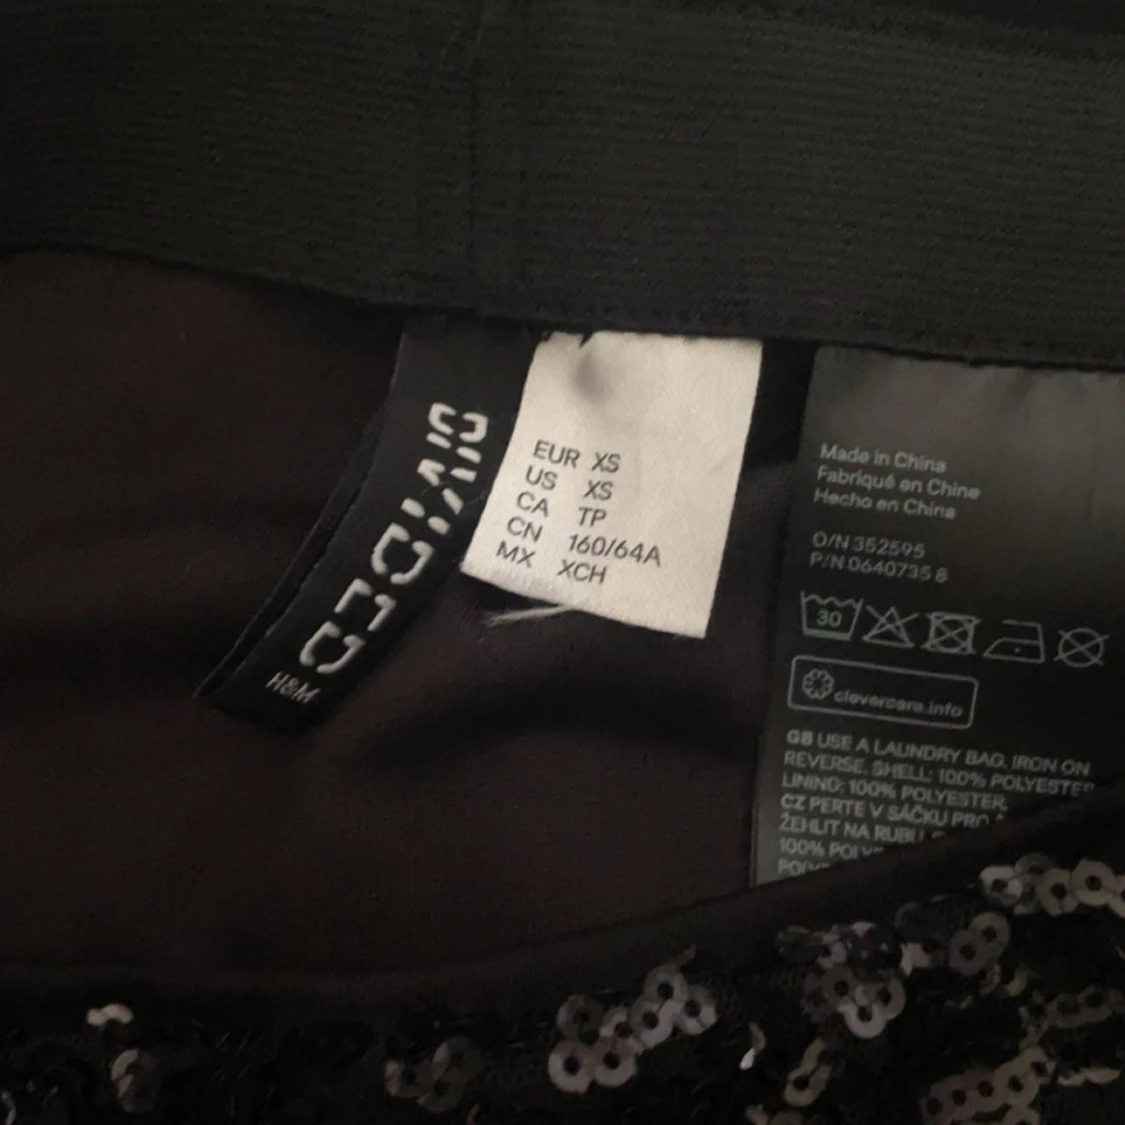 DIVIDED
H&M
EUR XS
US XS
CA TP
CN 160/64A
MX XCH
Made in China
Fabriqué en Chine
Hecho en China
O/N 352595
P/N 0640735 8
30
clevercare.info
GB USE A LAUNDRY BAG. IRON ON
REVERSE. SHELL: 100% POLYESTER
LINING: 100% POLYESTER.
CZ PERTE V SÁČKU PRO
ŽEHLIT NA RUBU
100%